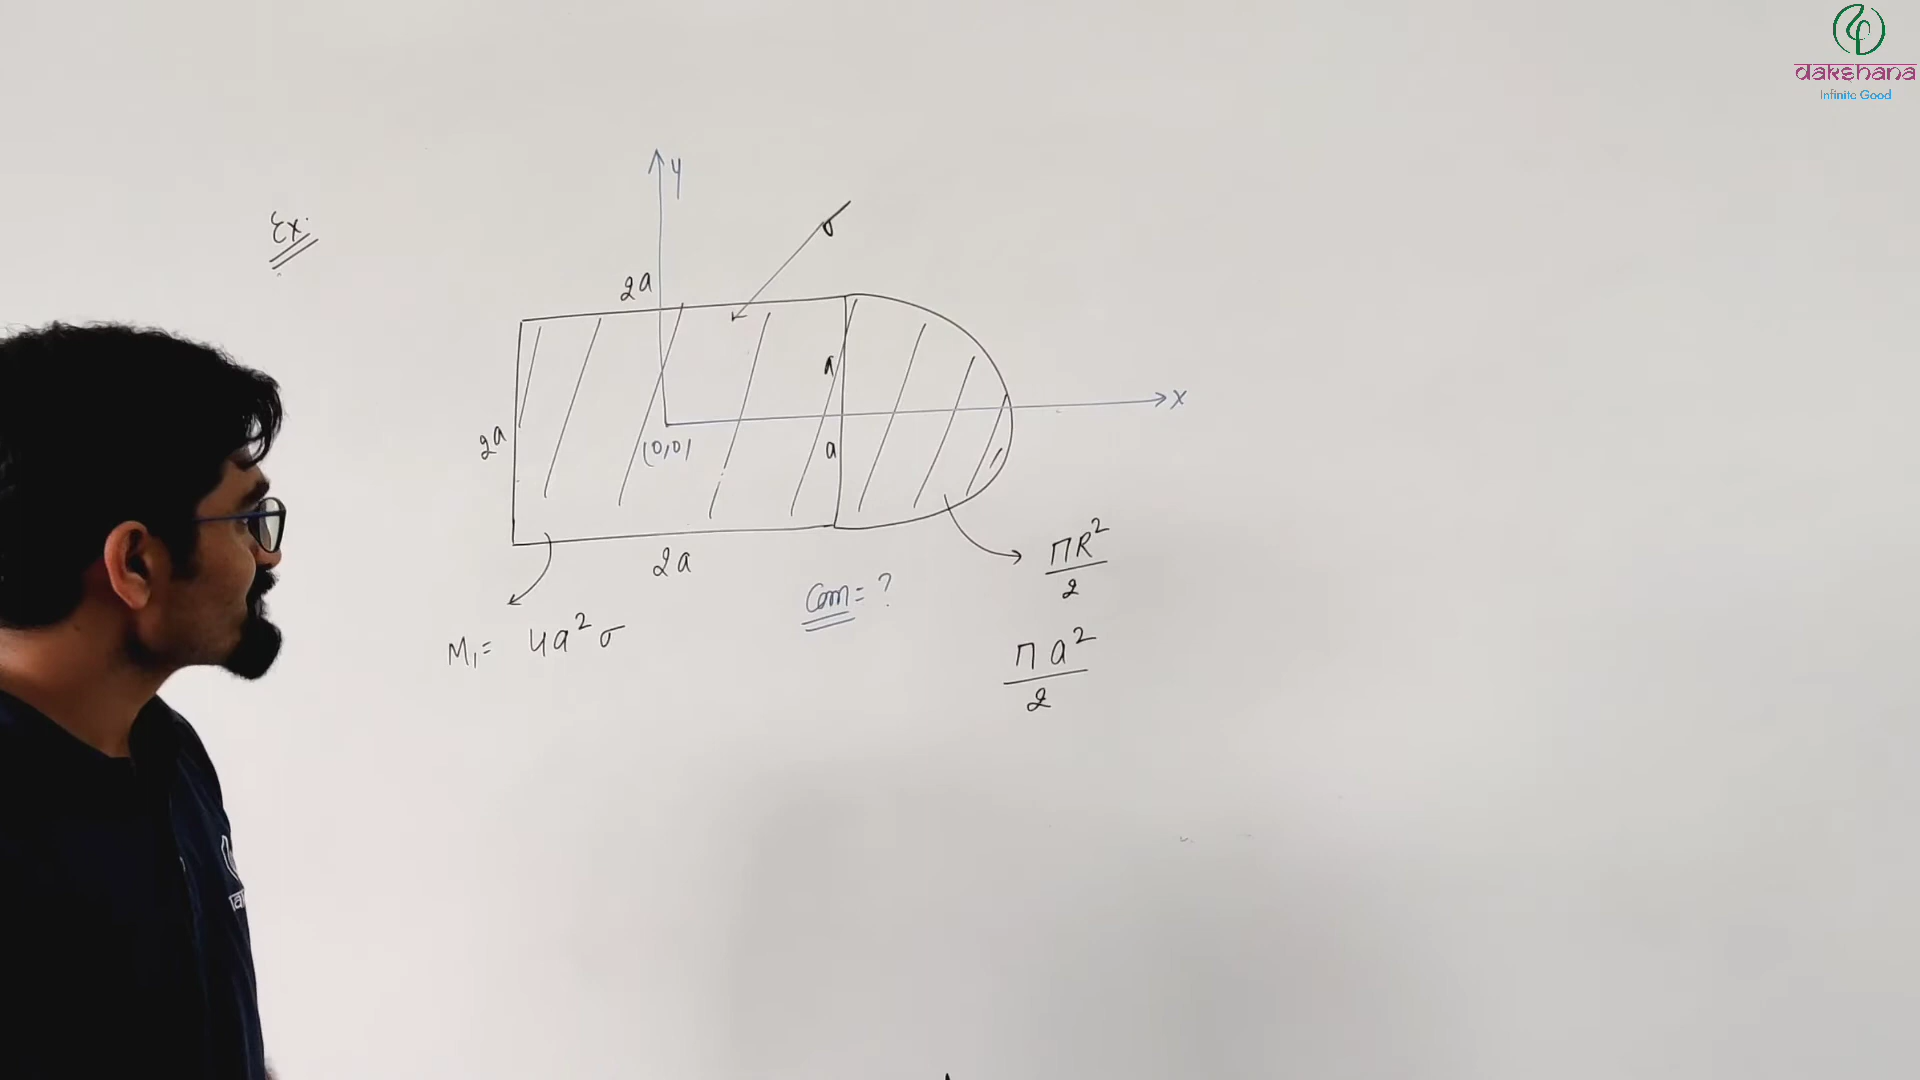 dakshana
Infinite Good
Ex:
y
σ
2a
a
x
2a
(0,0)
a
2a
Com = ?
πR²/2
M₁ = 4a²σ
πa²/2